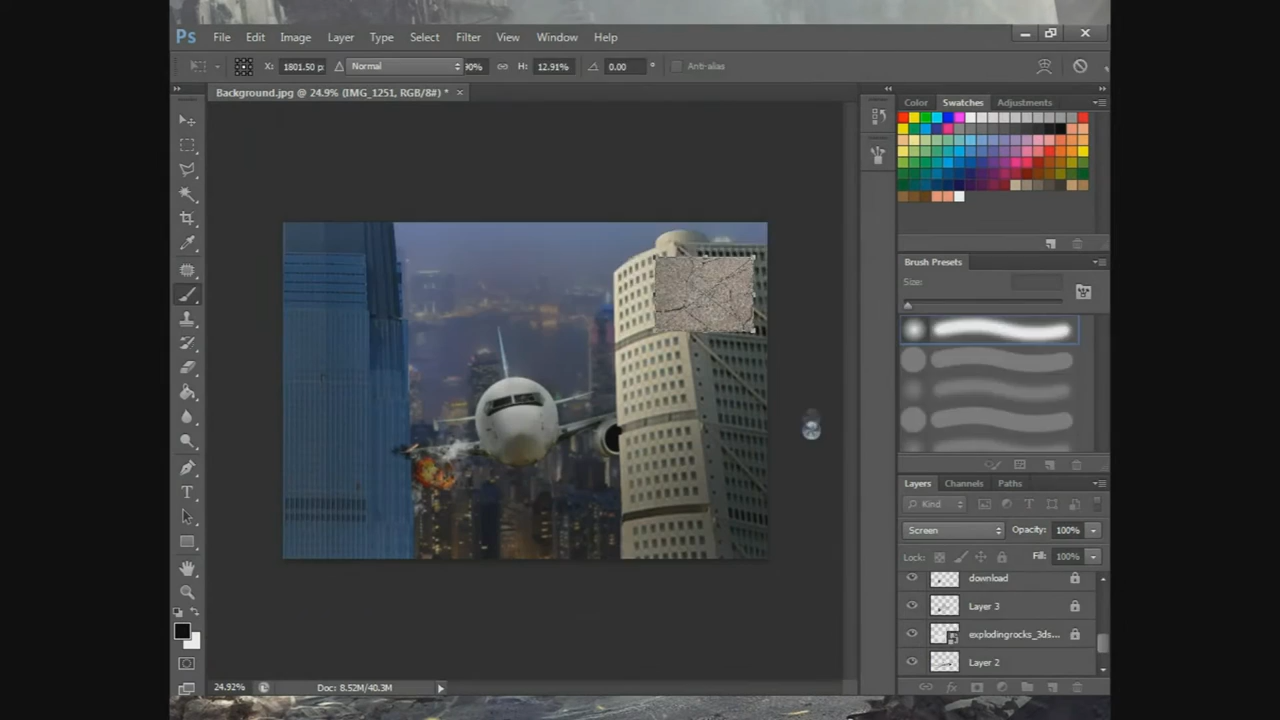 Ps File Edit Image Layer Type Select Filter View Window Help
X: 1801.50 p Normal 90% H: 12.91% 0.00 ° Anti-alias
Background.jpg @ 24.9% (IMG_1251, RGB/8#) *
Color Swatches Adjustments
Brush Presets
Size:
Layers Channels Paths
Kind
Screen Opacity: 100%
Lock: Fill: 100%
download
Layer 3
explodingrocks_3ds...
Layer 2
24.92% Doc: 8.52M/40.3M